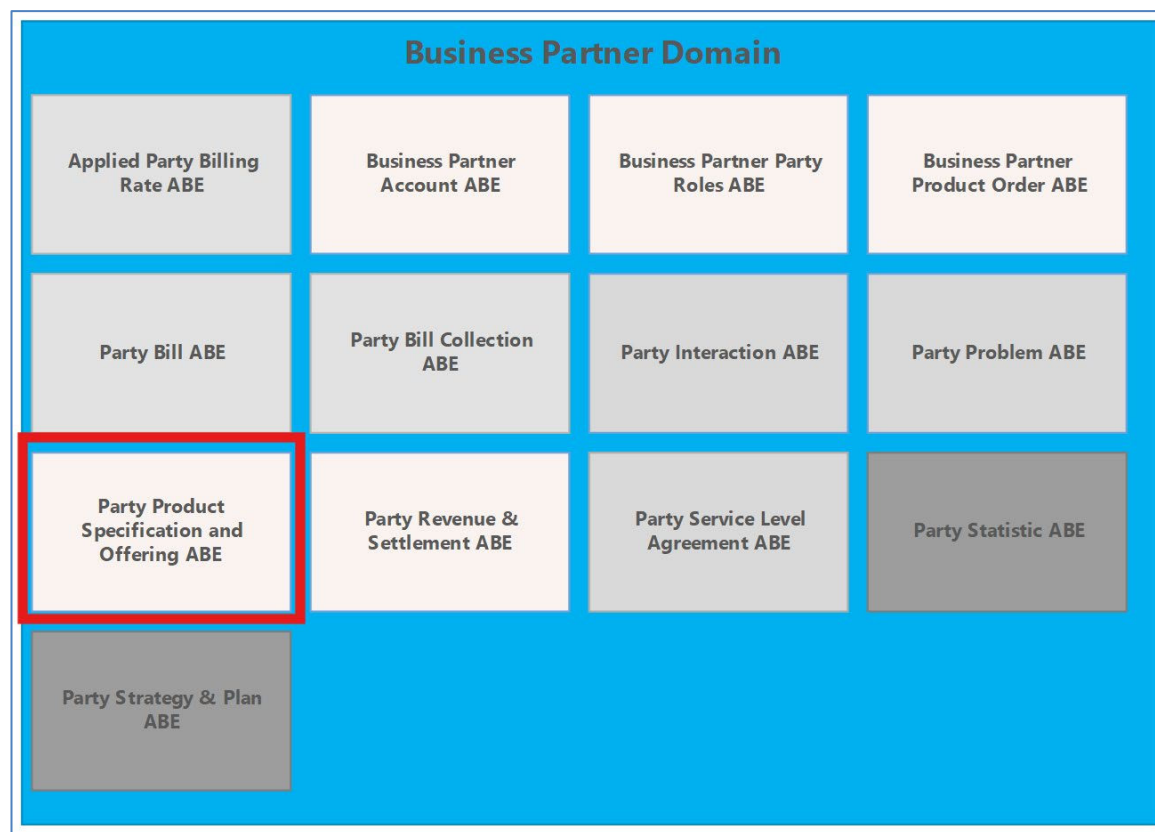 Business Partner Domain
Applied Party Billing
Rate ABE
Business Partner
Account ABE
Business Partner Party
Roles ABE
Business Partner
Product Order ABE
Party Bill ABE
Party Bill Collection
ABE
Party Interaction ABE
Party Problem ABE
Party Product
Specification and
Offering ABE
Party Revenue &
Settlement ABE
Party Service Level
Agreement ABE
Party Statistic ABE
Party Strategy & Plan
ABE